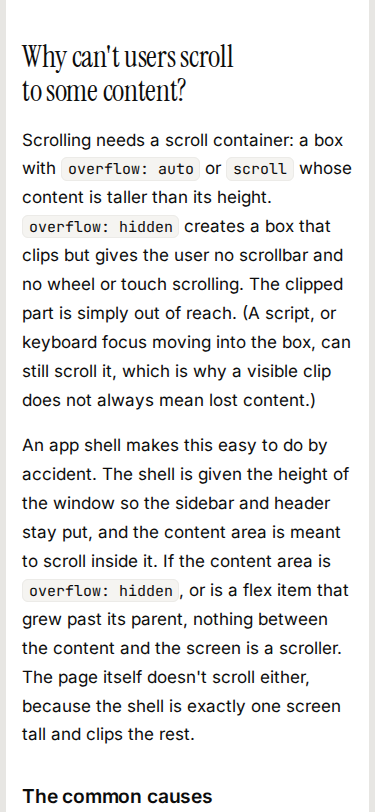 Why can't users scroll
to some content?
Scrolling needs a scroll container: a box
with overflow: auto or scroll whose
content is taller than its height.
overflow: hidden creates a box that
clips but gives the user no scrollbar and
no wheel or touch scrolling. The clipped
part is simply out of reach. (A script, or
keyboard focus moving into the box, can
still scroll it, which is why a visible clip
does not always mean lost content.)
An app shell makes this easy to do by
accident. The shell is given the height of
the window so the sidebar and header
stay put, and the content area is meant
to scroll inside it. If the content area is
overflow: hidden, or is a flex item that
grew past its parent, nothing between
the content and the screen is a scroller.
The page itself doesn't scroll either,
because the shell is exactly one screen
tall and clips the rest.
The common causes